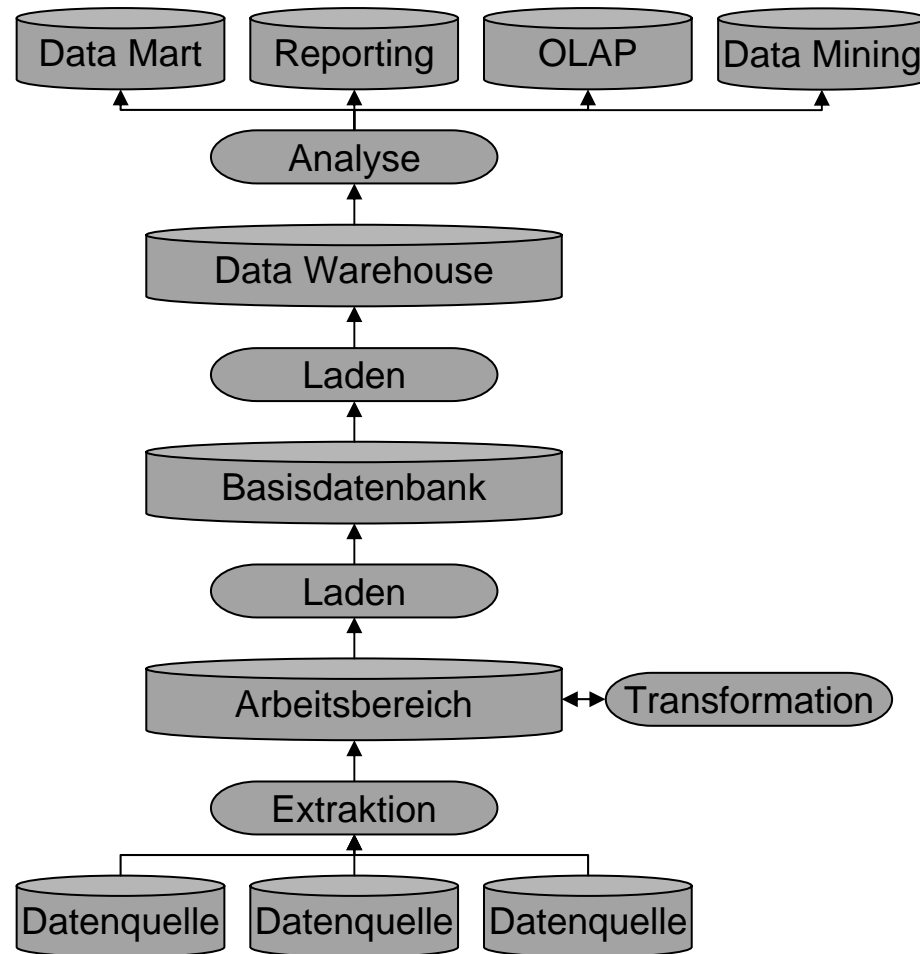 Data Mart
Reporting
OLAP
Data Mining
Analyse
Data Warehouse
Laden
Basisdatenbank
Laden
Arbeitsbereich
Transformation
Extraktion
Datenquelle
Datenquelle
Datenquelle